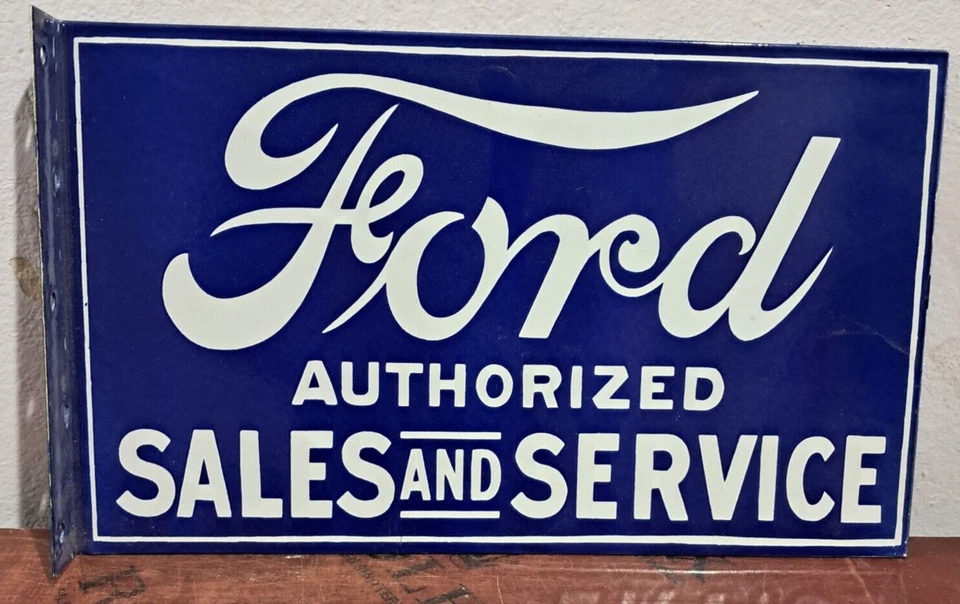 Ford
AUTHORIZED
SALES AND SERVICE